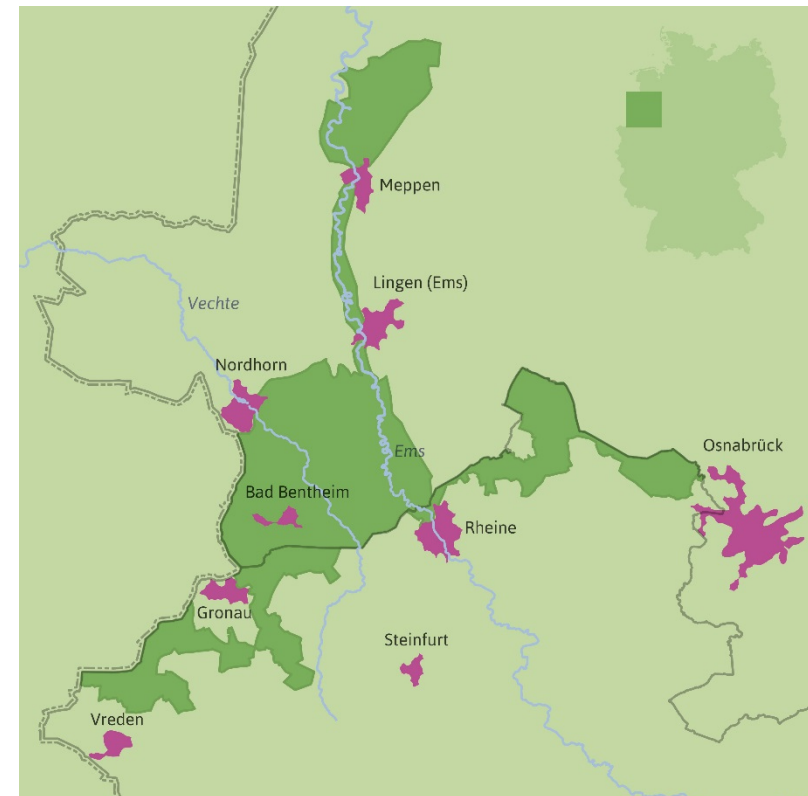 Meppen
Lingen (Ems)
Vechte
Nordhorn
Ems
Osnabrück
Bad Bentheim
Rheine
Gronau
Steinfurt
Vreden